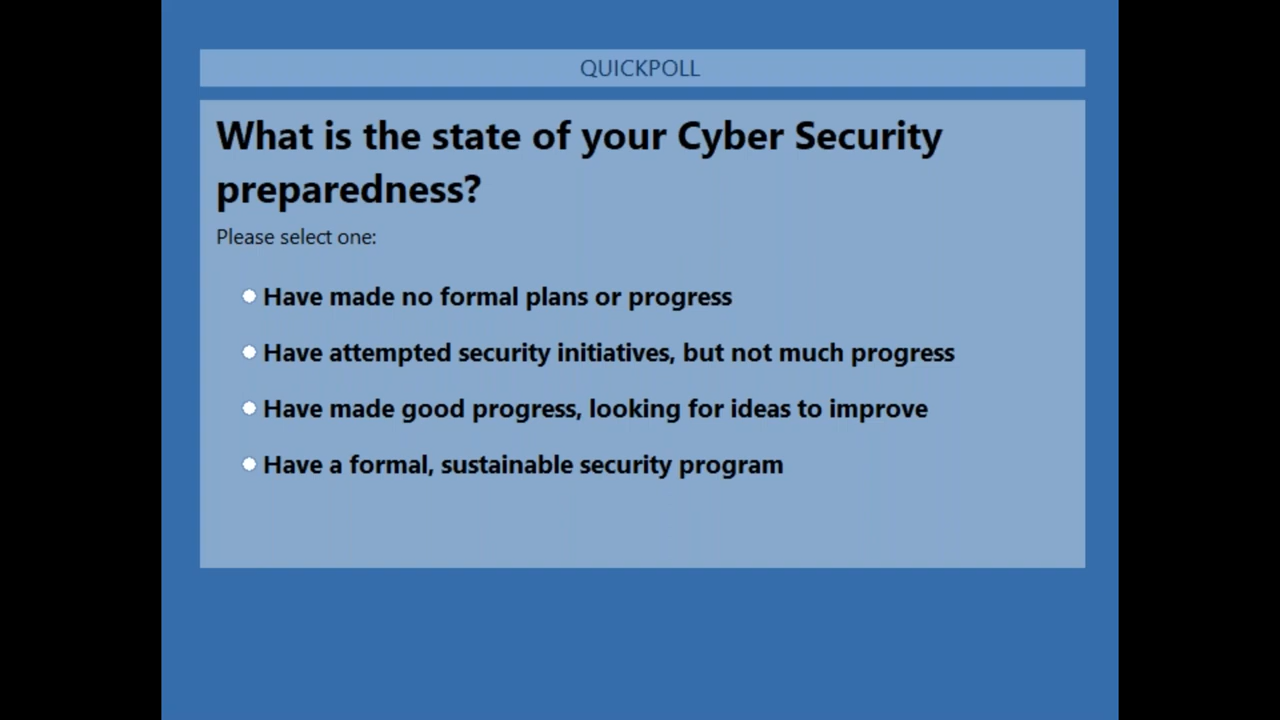 QUICKPOLL
What is the state of your Cyber Security
preparedness?
Please select one:
Have made no formal plans or progress
Have attempted security initiatives, but not much progress
Have made good progress, looking for ideas to improve
Have a formal, sustainable security program